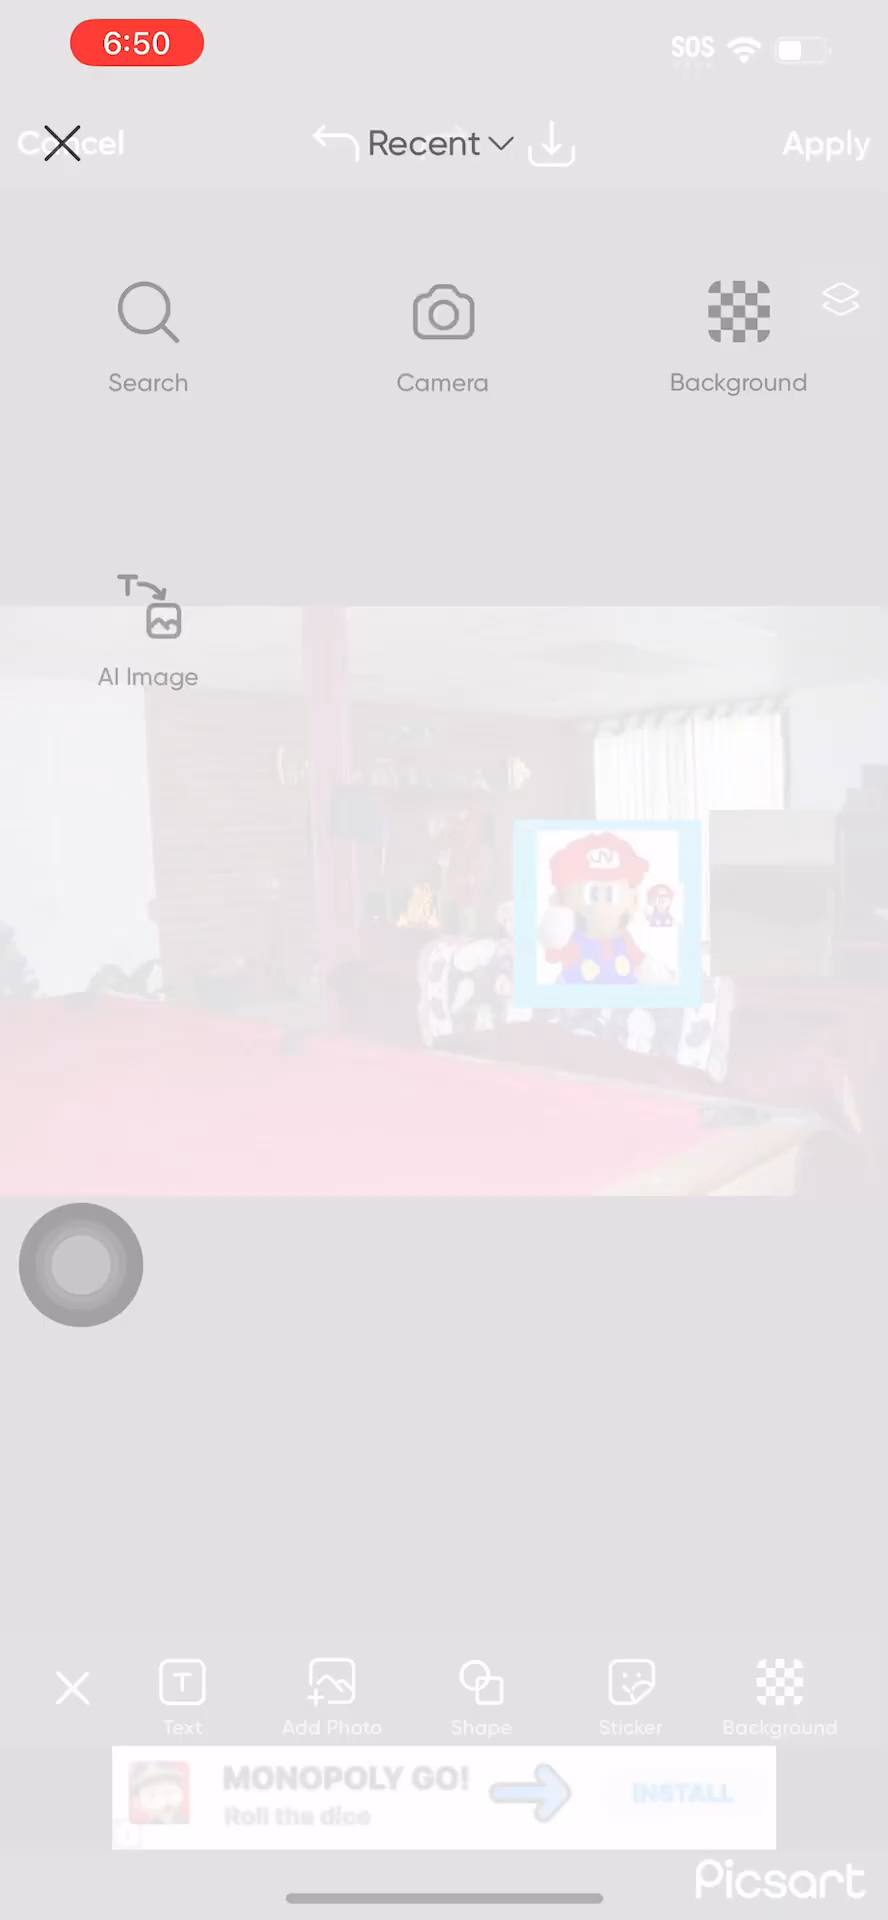 6:50
SOS
Cancel
Recent
Apply
Search
Camera
Background
T
AI Image
T
Text
Add Photo
Shape
Sticker
Background
MONOPOLY GO!
Roll the dice
INSTALL
Picsart